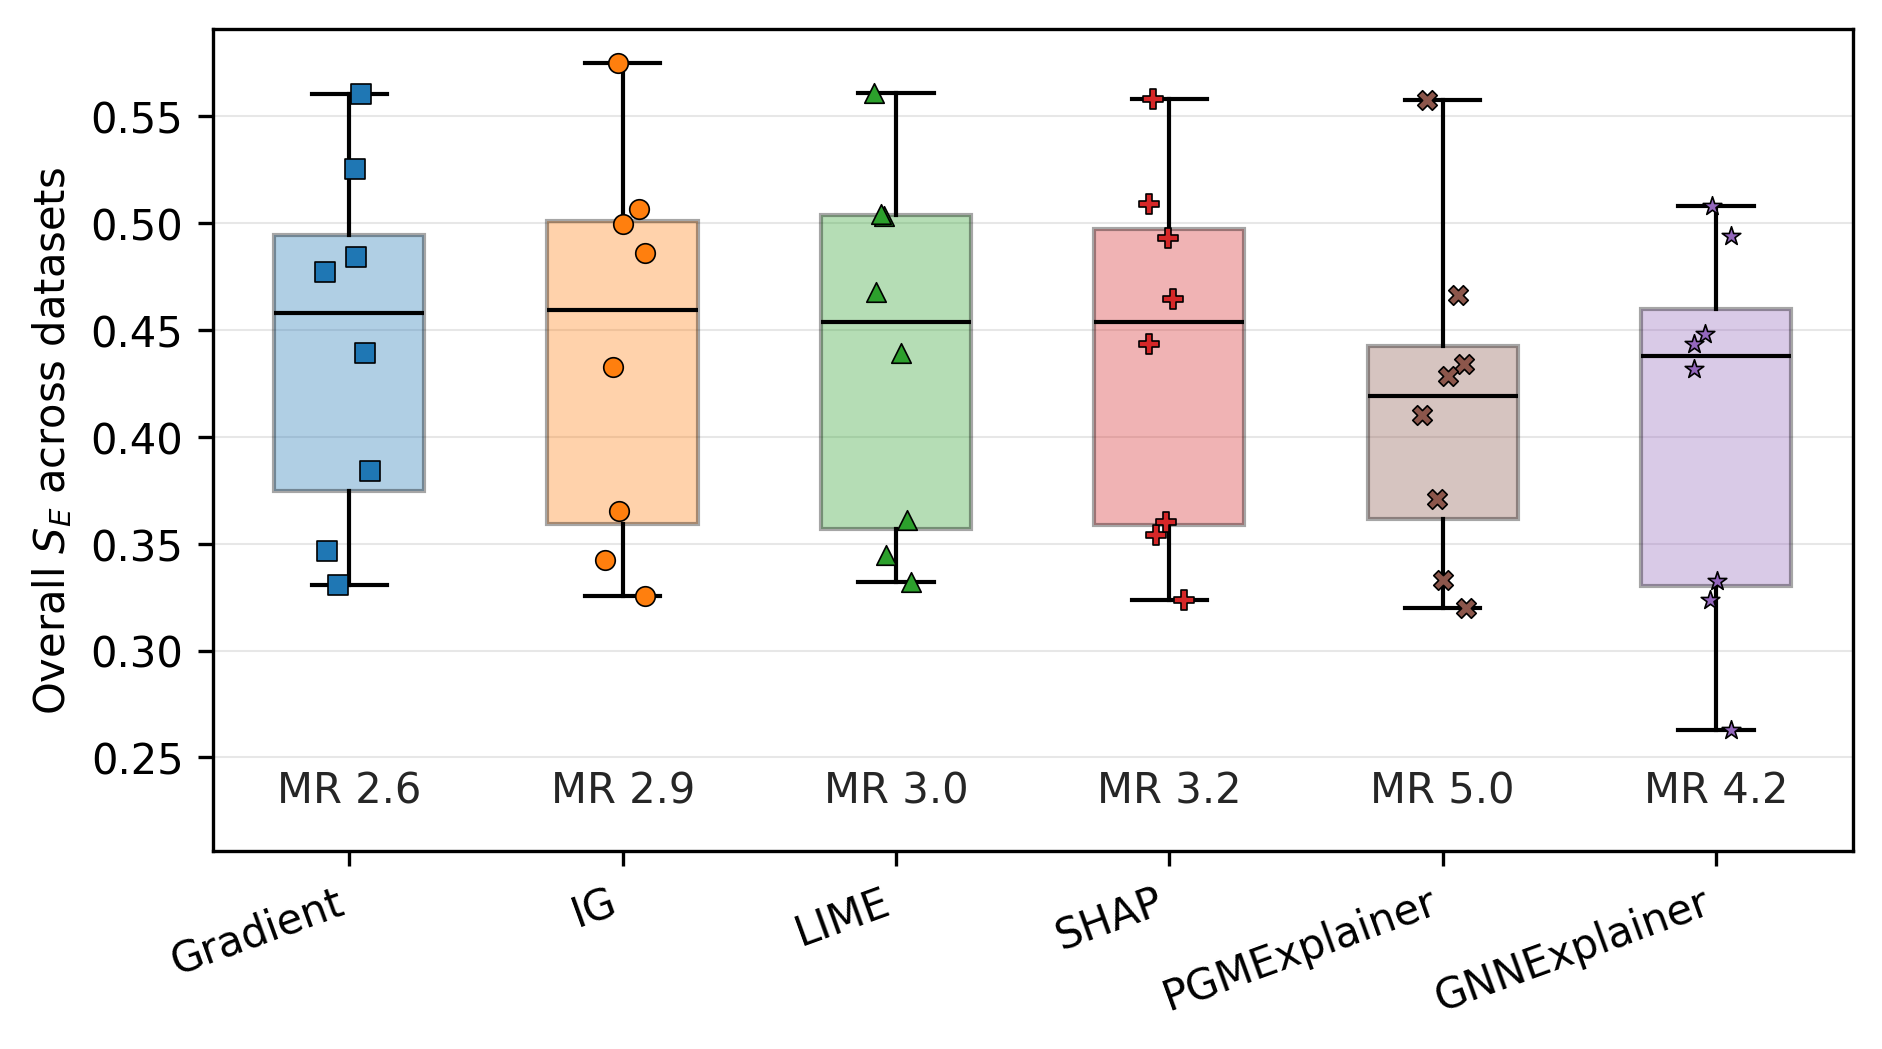 Overall S_E across datasets
0.55
0.50
0.45
0.40
0.35
0.30
0.25
MR 2.6 MR 2.9 MR 3.0 MR 3.2 MR 5.0 MR 4.2
Gradient IG LIME SHAP PGMExplainer GNNExplainer